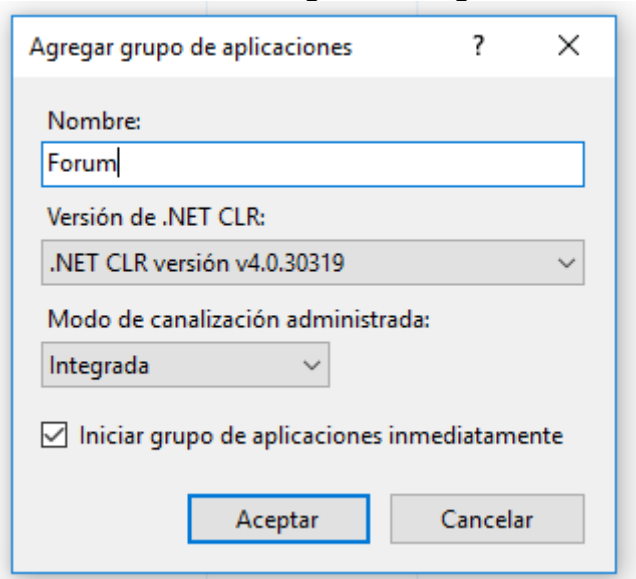 Agregar grupo de aplicaciones ?
Nombre:
Forum
Versión de .NET CLR:
.NET CLR versión v4.0.30319
Modo de canalización administrada:
Integrada
Iniciar grupo de aplicaciones inmediatamente
Aceptar Cancelar